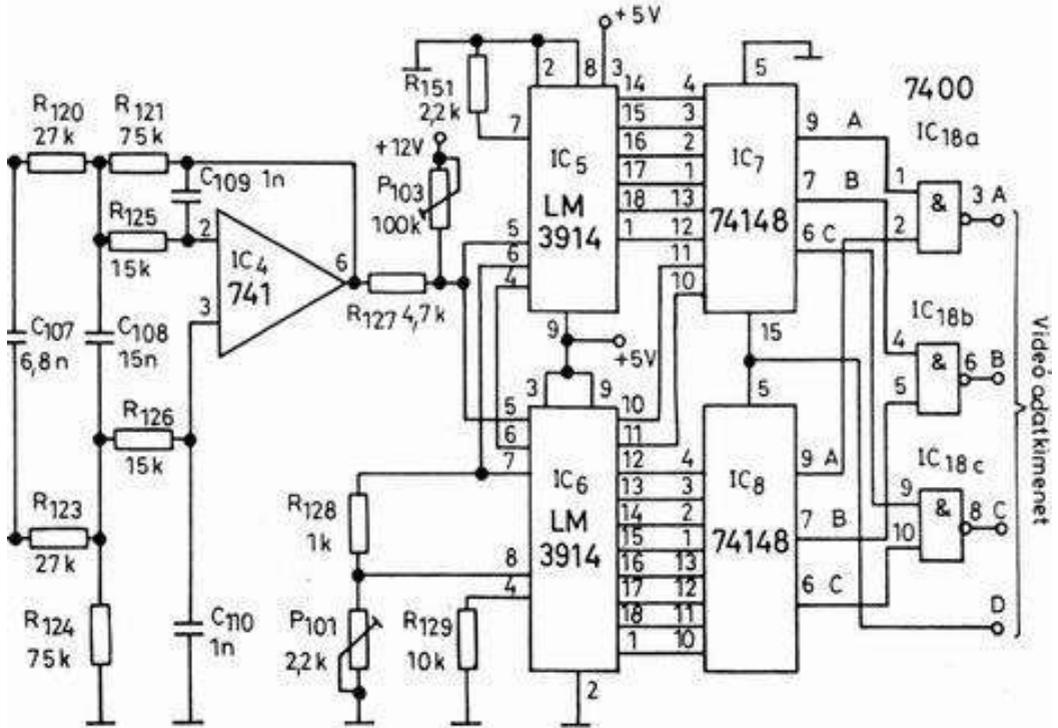 +5V
R151
2,2k
2
8
3
5
7400
R120
27k
R121
75k
7
14
15
16
17
18
1
4
3
2
1
13
12
11
10
9 A
7 B
6 C
IC18a
+12V
IC5
LM
3914
IC7
74148
1
2
&
3 A
C109 1n
P103
100k
R125
15k
2
3
IC4
741
6
5
6
4
R127 4,7k
C107
6,8n
C108
15n
9
+5V
15
IC18b
4
5
&
6 B
3
9
5
R126
15k
5
6
7
10
11
12
13
14
15
16
17
18
1
4
3
2
1
13
12
11
10
9 A
7 B
6 C
IC6
LM
3914
IC8
74148
IC18c
9
10
&
8 C
R128
1k
R123
27k
8
4
R124
75k
C110
1n
P101
2,2k
R129
10k
2
D
Videó adatkimenet